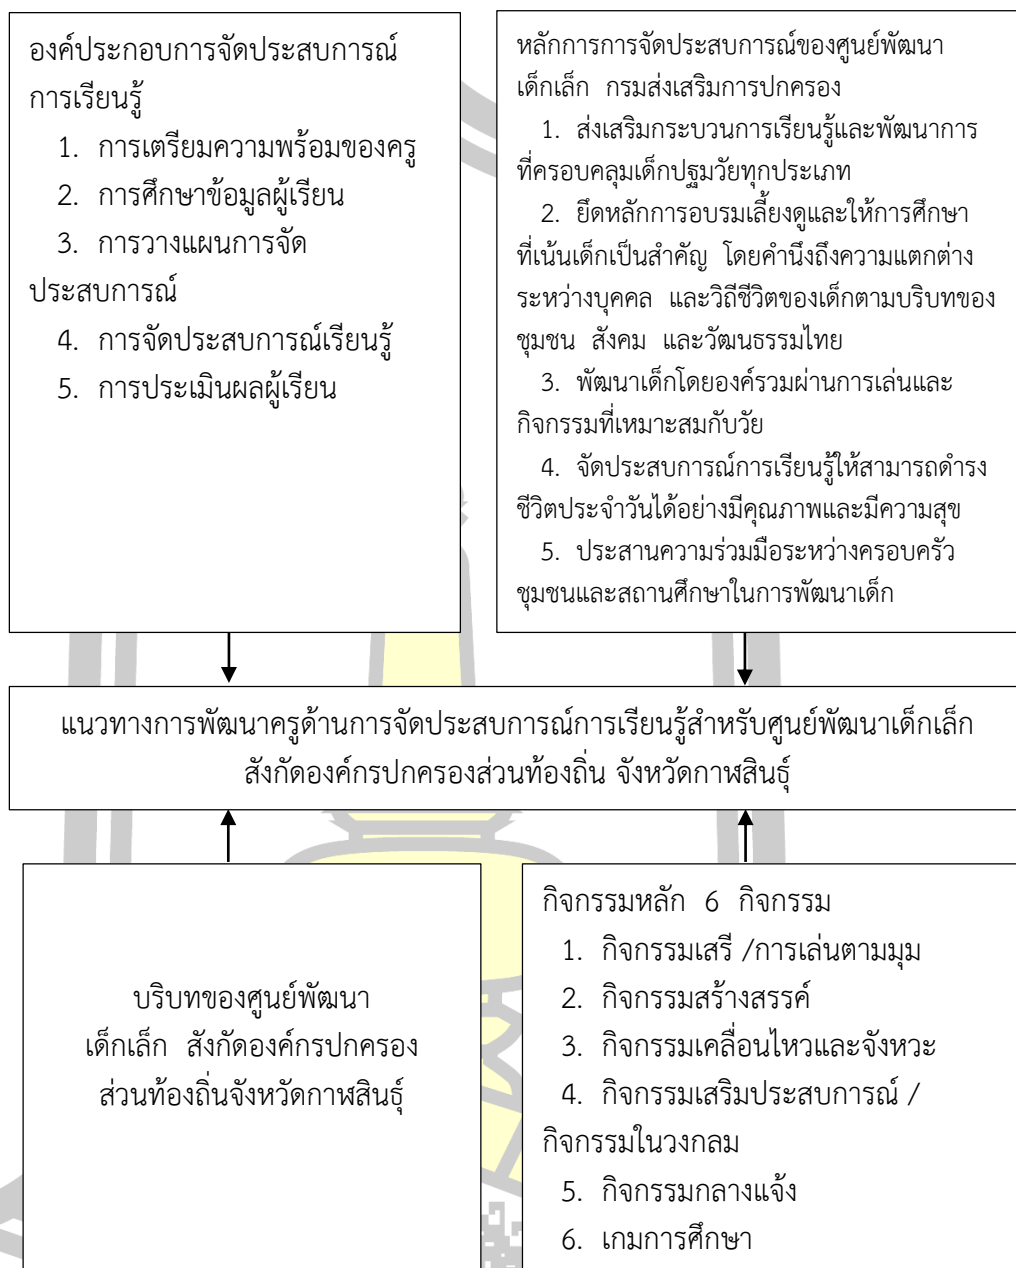 องค์ประกอบการจัดประสบการณ์
การเรียนรู้
1. การเตรียมความพร้อมของครู
2. การศึกษาข้อมูลผู้เรียน
3. การวางแผนการจัด
ประสบการณ์
4. การจัดประสบการณ์เรียนรู้
5. การประเมินผลผู้เรียน
หลักการการจัดประสบการณ์ของศูนย์พัฒนา
เด็กเล็ก กรมส่งเสริมการปกครอง
1. ส่งเสริมกระบวนการเรียนรู้และพัฒนาการ
ที่ครอบคลุมเด็กปฐมวัยทุกประเภท
2. ยึดหลักการอบรมเลี้ยงดูและให้การศึกษา
ที่เน้นเด็กเป็นสำคัญ โดยคำนึงถึงความแตกต่าง
ระหว่างบุคคล และวิถีชีวิตของเด็กตามบริบทของ
ชุมชน สังคม และวัฒนธรรมไทย
3. พัฒนาเด็กโดยองค์รวมผ่านการเล่นและ
กิจกรรมที่เหมาะสมกับวัย
4. จัดประสบการณ์การเรียนรู้ให้สามารถดำรง
ชีวิตประจำวันได้อย่างมีคุณภาพและมีความสุข
5. ประสานความร่วมมือระหว่างครอบครัว
ชุมชนและสถานศึกษาในการพัฒนาเด็ก
แนวทางการพัฒนาครูด้านการจัดประสบการณ์การเรียนรู้สำหรับศูนย์พัฒนาเด็กเล็ก
สังกัดองค์กรปกครองส่วนท้องถิ่น จังหวัดกาฬสินธุ์
บริบทของศูนย์พัฒนา
เด็กเล็ก สังกัดองค์กรปกครอง
ส่วนท้องถิ่นจังหวัดกาฬสินธุ์
กิจกรรมหลัก 6 กิจกรรม
1. กิจกรรมเสรี /การเล่นตามมุม
2. กิจกรรมสร้างสรรค์
3. กิจกรรมเคลื่อนไหวและจังหวะ
4. กิจกรรมเสริมประสบการณ์ /
กิจกรรมในวงกลม
5. กิจกรรมกลางแจ้ง
6. เกมการศึกษา